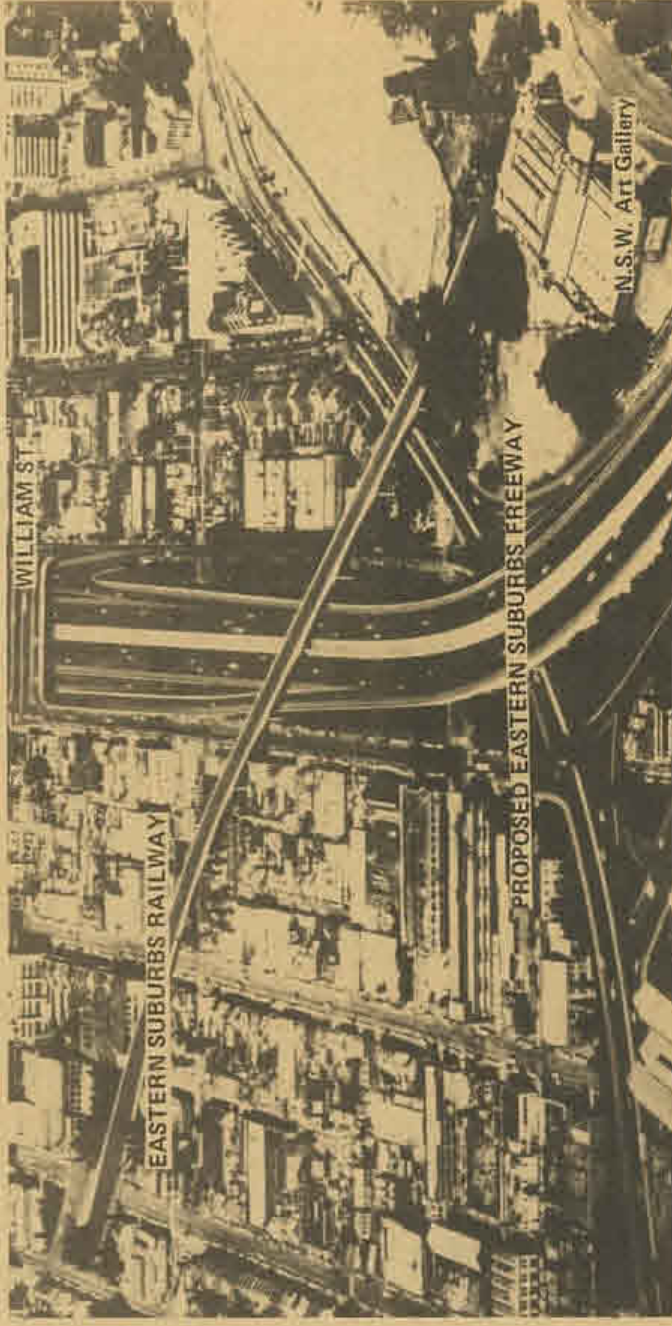 WILLIAM ST.
EASTERN SUBURBS RAILWAY
PROPOSED EASTERN SUBURBS FREEWAY
N.S.W. Art Gallery